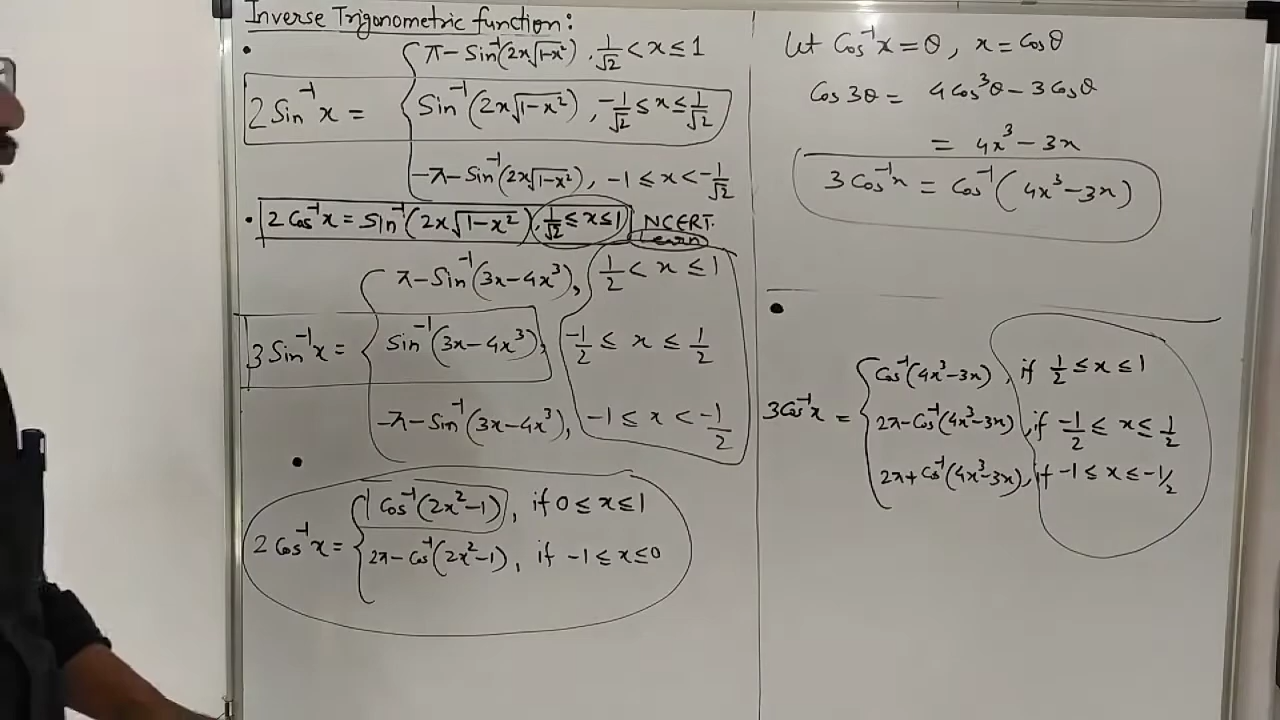 Inverse Trigonometric function:
• π - Sin⁻¹(2x√1-x²), 1/√2 < x ≤ 1
2 Sin⁻¹x = { Sin⁻¹(2x√1-x²), -1/√2 ≤ x ≤ 1/√2
-π - Sin⁻¹(2x√1-x²), -1 ≤ x < -1/√2
• 2 Cos⁻¹x = Sin⁻¹(2x√1-x²), 1/√2 ≤ x ≤ 1 NCERT.
Learn
π - Sin⁻¹(3x-4x³), 1/2 < x ≤ 1
3 Sin⁻¹x = { Sin⁻¹(3x-4x³), -1/2 ≤ x ≤ 1/2
-π - Sin⁻¹(3x-4x³), -1 ≤ x < -1/2
•
2 Cos⁻¹x = { Cos⁻¹(2x²-1), if 0 ≤ x ≤ 1
2π - Cos⁻¹(2x²-1), if -1 ≤ x ≤ 0
Let Cos⁻¹x = θ, x = Cosθ
Cos 3θ = 4Cos³θ - 3Cosθ
= 4x³ - 3x
3 Cos⁻¹x = Cos⁻¹(4x³-3x)
•
3Cos⁻¹x = { Cos⁻¹(4x³-3x), if 1/2 ≤ x ≤ 1
2π - Cos⁻¹(4x³-3x), if -1/2 ≤ x ≤ 1/2
2π + Cos⁻¹(4x³-3x), if -1 ≤ x ≤ -1/2